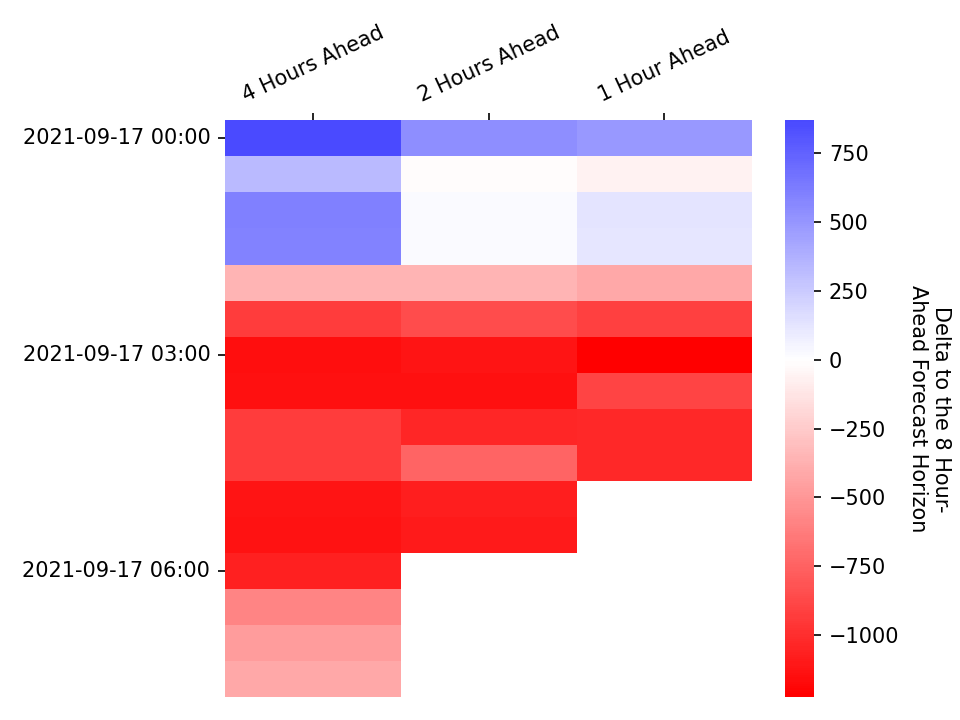 4 Hours Ahead
2 Hours Ahead
1 Hour Ahead
2021-09-17 00:00
2021-09-17 03:00
2021-09-17 06:00
750
500
250
0
−250
−500
−750
−1000
Delta to the 8 Hour-
Ahead Forecast Horizon